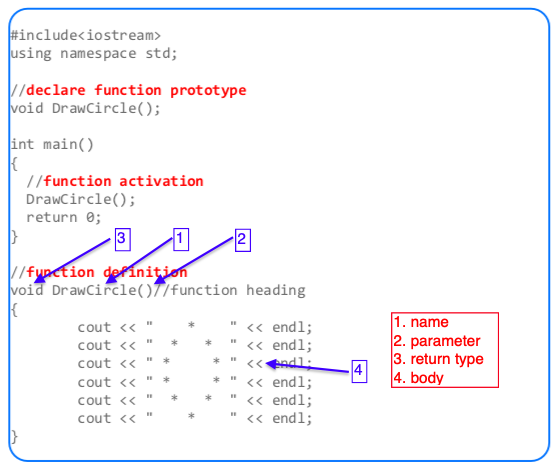 #include<iostream>
using namespace std;
//declare function prototype
void DrawCircle();
int main()
{
  //function activation
  DrawCircle();
  return 0;
}
3 1 2
//function definition
void DrawCircle()//function heading
{
        cout << "    *    " << endl;
        cout << "  *   *  " << endl;
        cout << " *     * " << endl;
        cout << " *     * " << endl;
        cout << "  *   *  " << endl;
        cout << "    *    " << endl;
}
4
1. name
2. parameter
3. return type
4. body